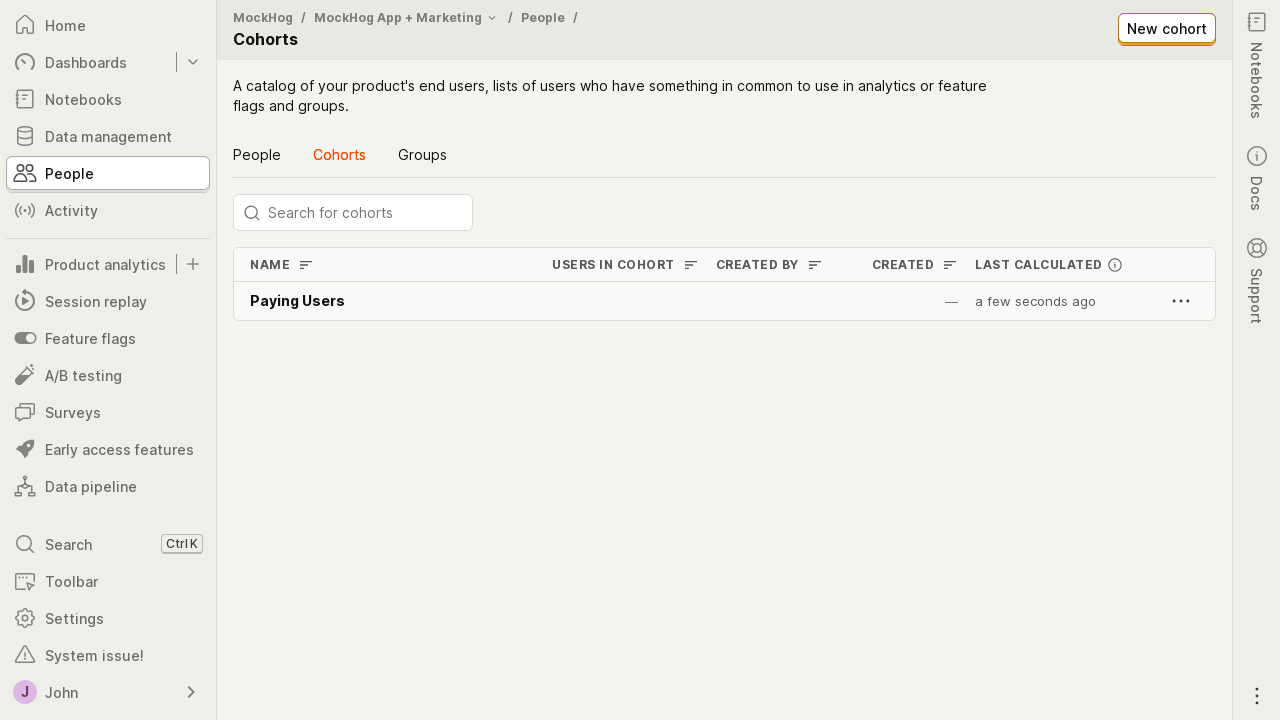 Home
Dashboards
Notebooks
Data management
People
Activity
Product analytics
Session replay
Feature flags
A/B testing
Surveys
Early access features
Data pipeline
Search Ctrl K
Toolbar
Settings
System issue!
J John
MockHog / MockHog App + Marketing / People /
Cohorts
New cohort
A catalog of your product's end users, lists of users who have something in common to use in analytics or feature
flags and groups.
People Cohorts Groups
Search for cohorts
NAME USERS IN COHORT CREATED BY CREATED LAST CALCULATED
Paying Users — a few seconds ago
Notebooks
Docs
Support